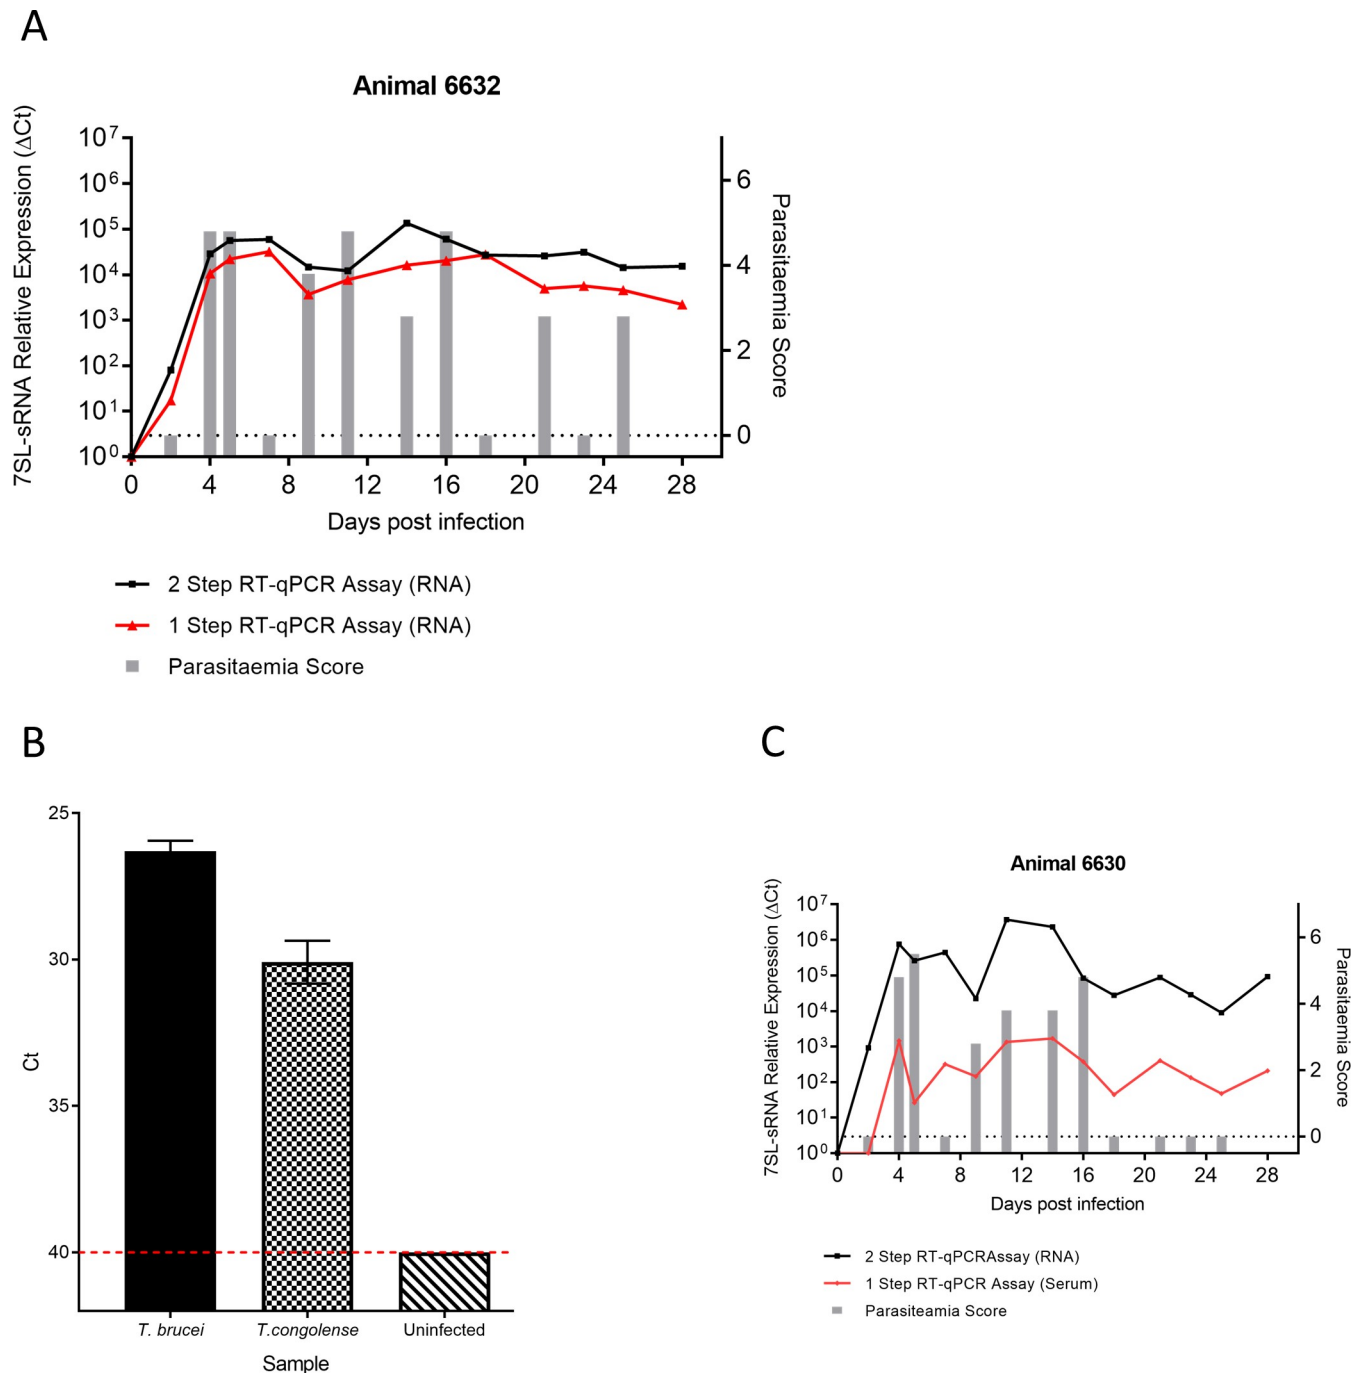 A
Animal 6632
7SL-sRNA Relative Expression (ΔCt)
10⁷
10⁶
10⁵
10⁴
10³
10²
10¹
10⁰
6
4
2
0
Parasitaemia Score
0 4 8 12 16 20 24 28
Days post infection
2 Step RT-qPCR Assay (RNA)
1 Step RT-qPCR Assay (RNA)
Parasitaemia Score
B
Ct
25
30
35
40
T. brucei T.congolense Uninfected
Sample
C
Animal 6630
7SL-sRNA Relative Expression (ΔCt)
10⁷
10⁶
10⁵
10⁴
10³
10²
10¹
10⁰
6
4
2
0
Parasitaemia Score
0 4 8 12 16 20 24 28
Days post infection
2 Step RT-qPCRAssay (RNA)
1 Step RT-qPCR Assay (Serum)
Parasiteamia Score